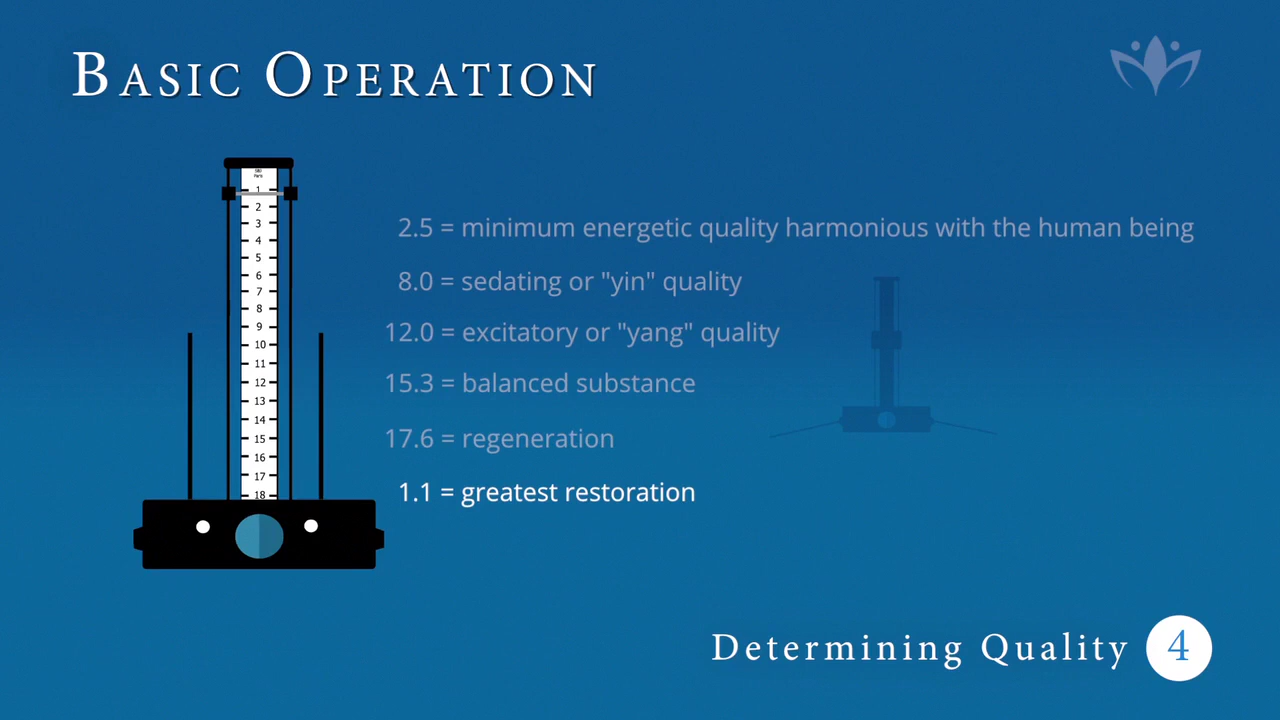 BASIC OPERATION
1
2
3
4
5
6
7
8
9
10
11
12
13
14
15
16
17
18
2.5 = minimum energetic quality harmonious with the human being
8.0 = sedating or "yin" quality
12.0 = excitatory or "yang" quality
15.3 = balanced substance
17.6 = regeneration
1.1 = greatest restoration
Determining Quality 4